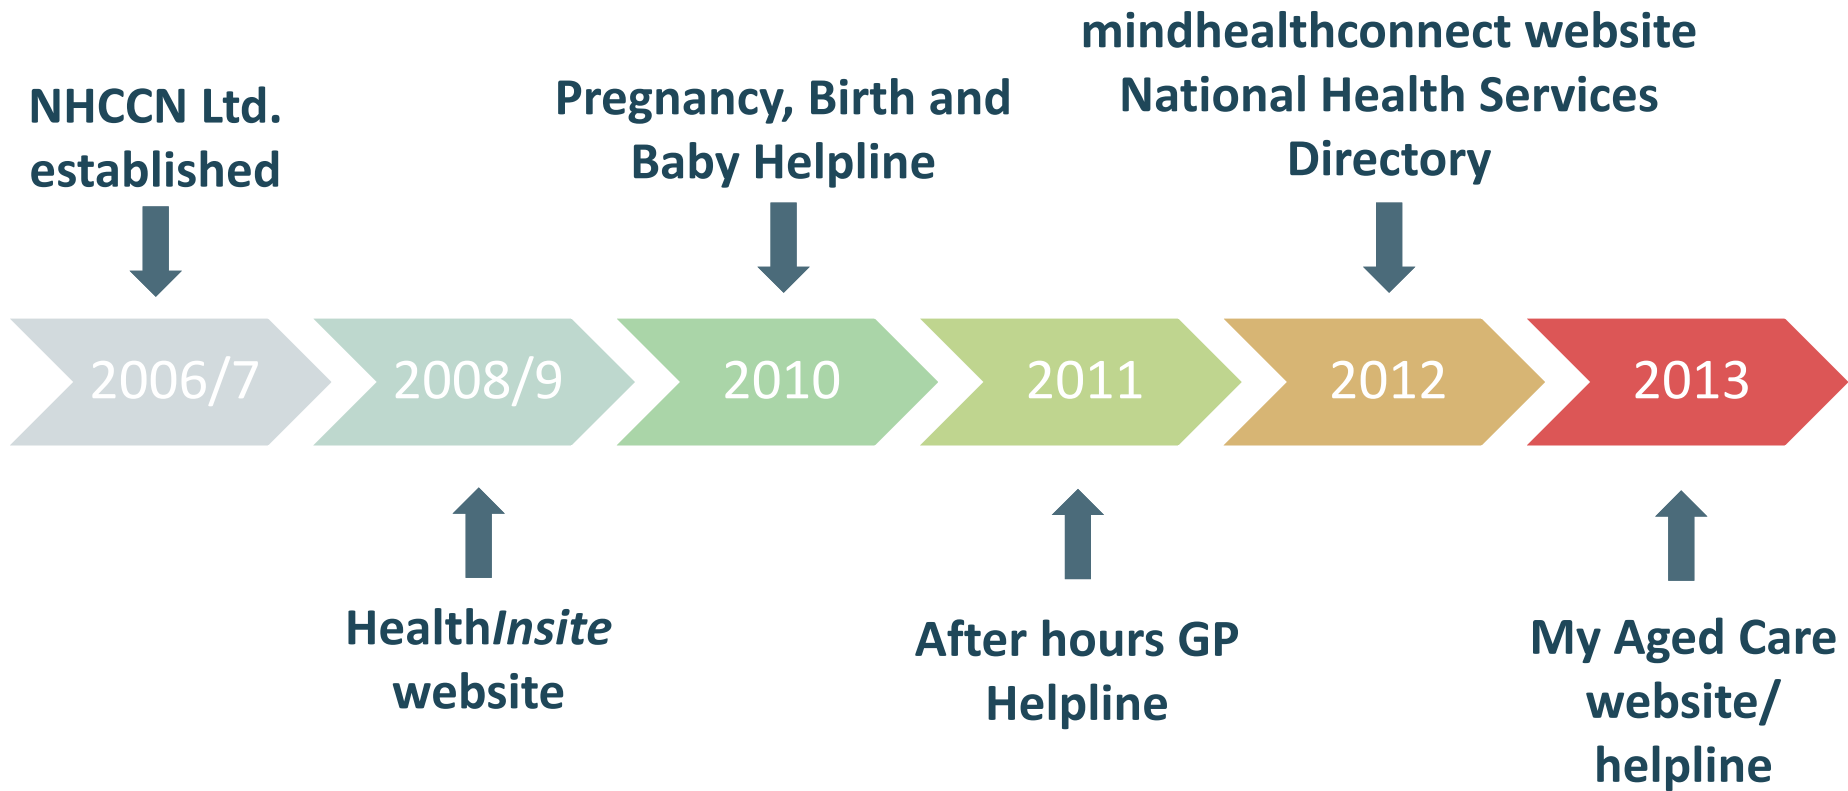 mindhealthconnect website
National Health Services
Directory
NHCCN Ltd.
established
Pregnancy, Birth and
Baby Helpline
2006/7
2008/9
2010
2011
2012
2013
HealthInsite
website
After hours GP
Helpline
My Aged Care
website/
helpline